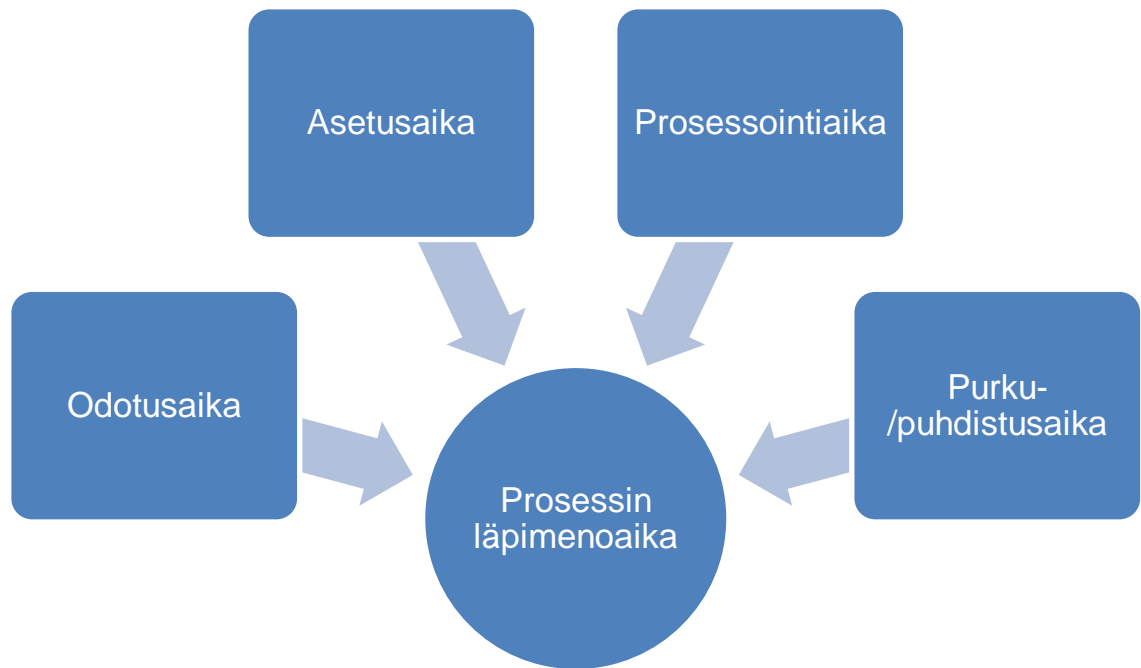 Asetusaika
Prosessointiaika
Odotusaika
Purku-
/puhdistusaika
Prosessin
läpimenoaika